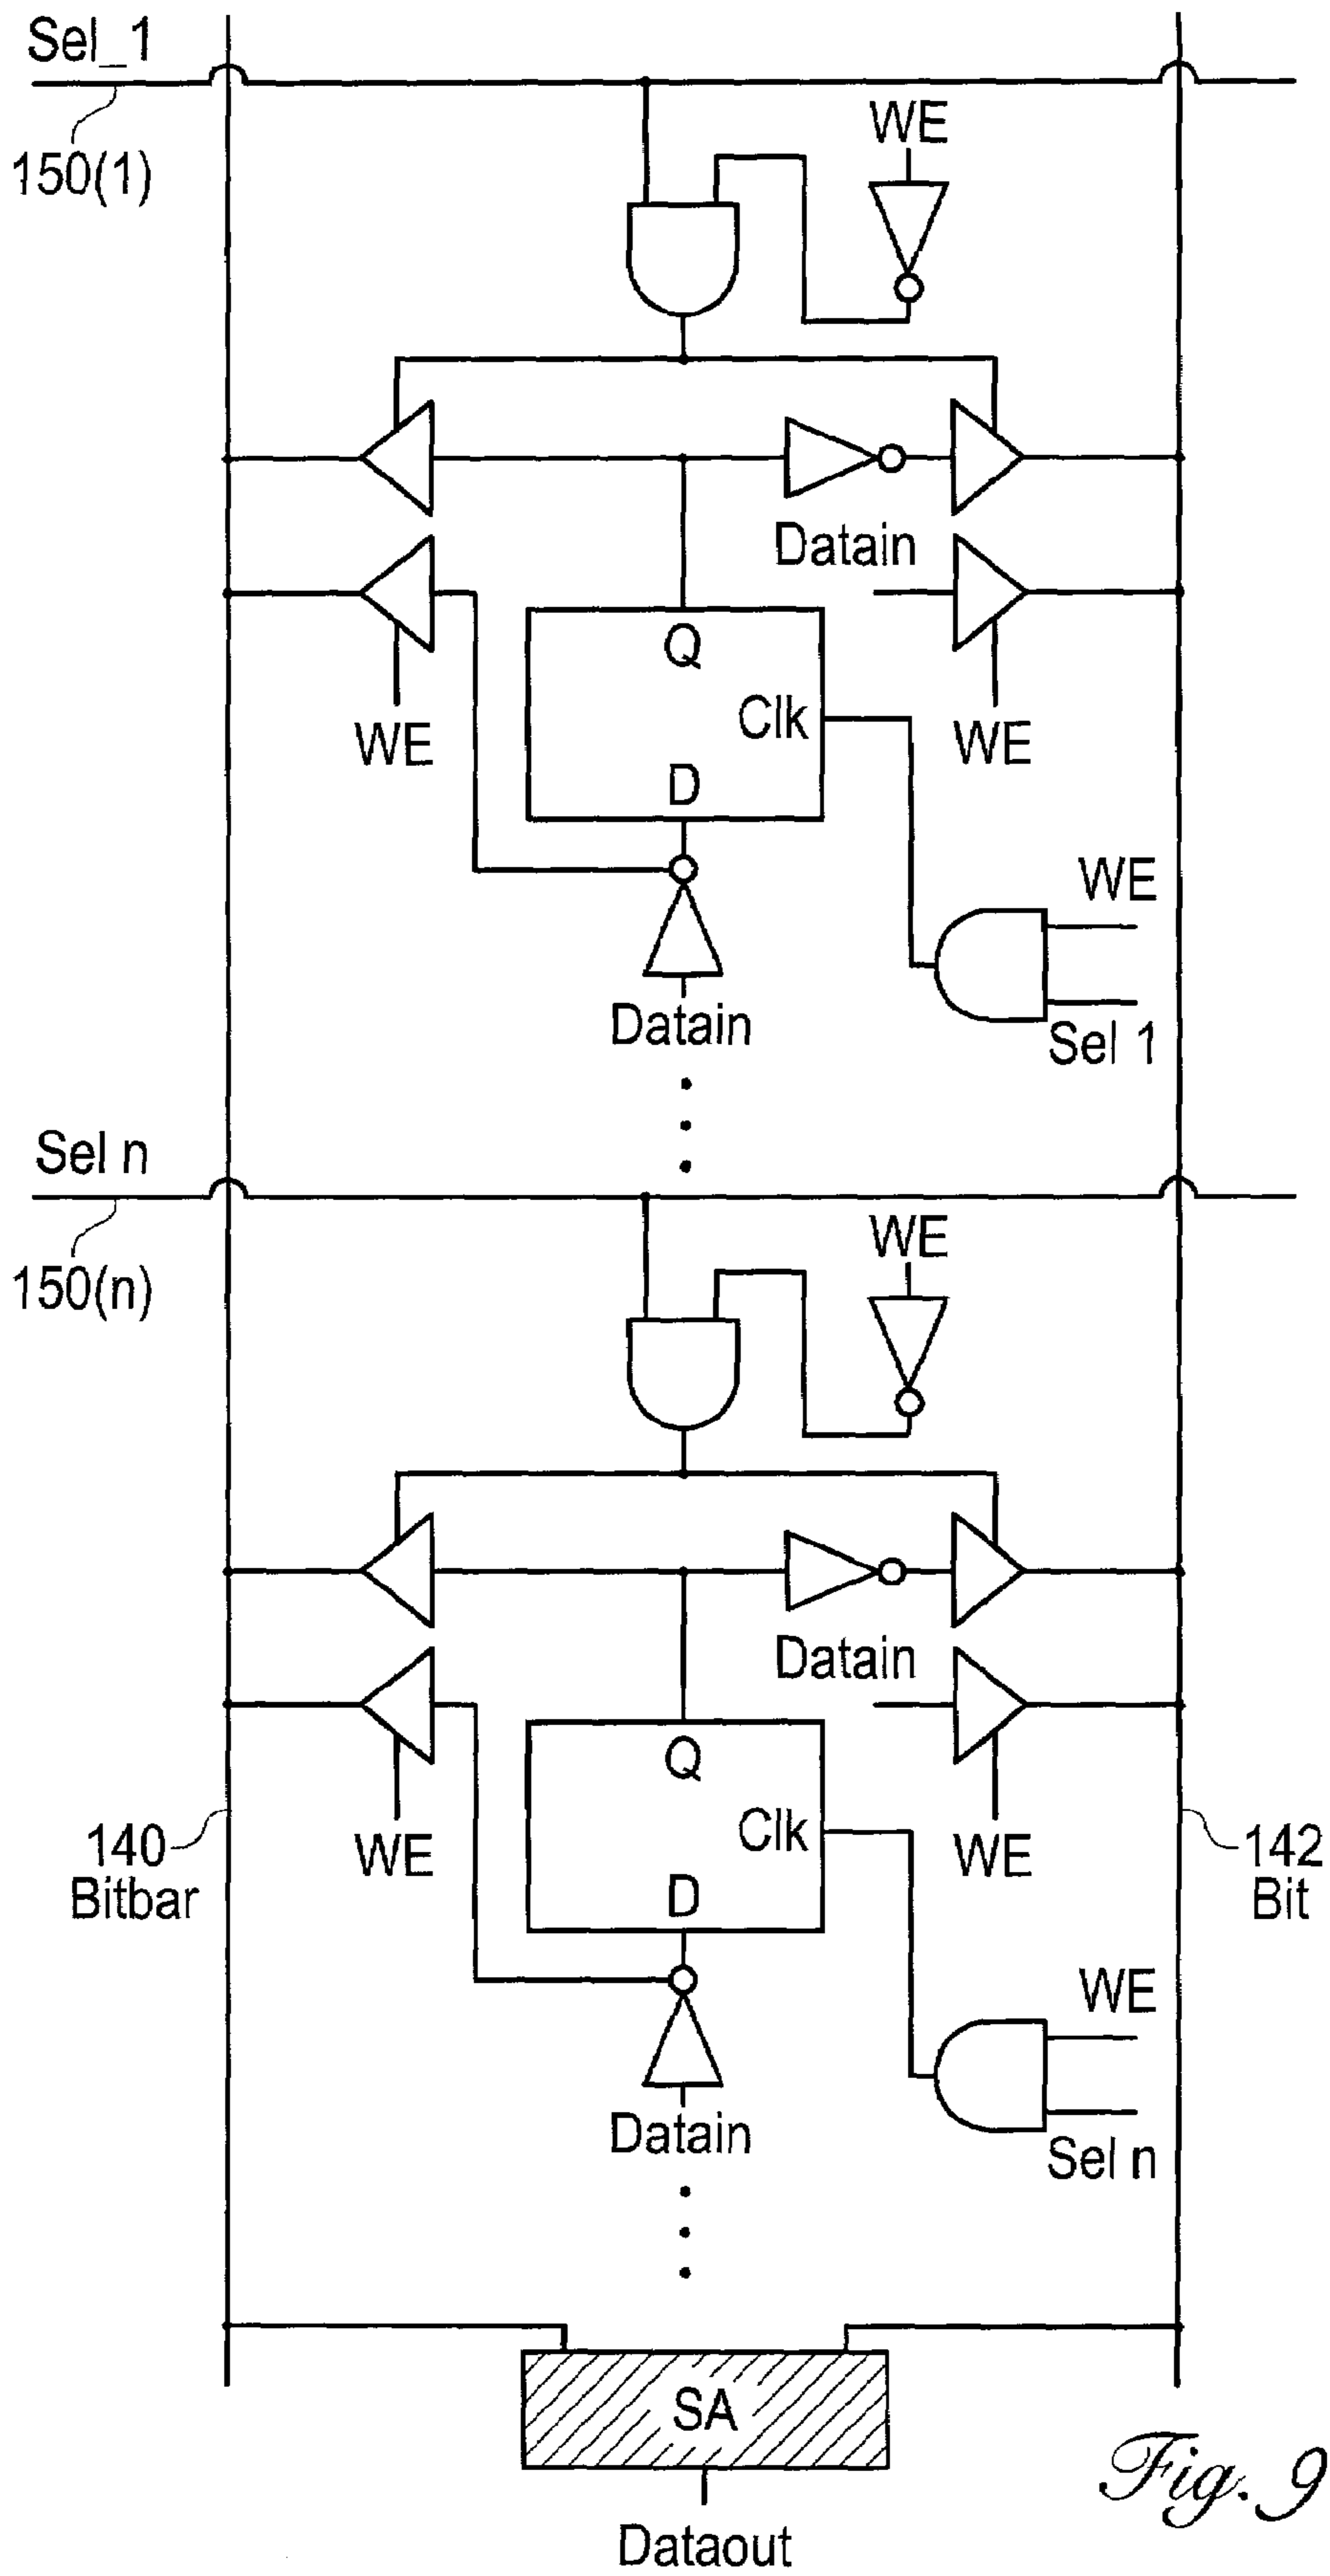 Sel_1
150(1)
WE
Datain
Q
Clk
WE
WE
D
WE
Datain
Sel 1
Sel n
150(n)
WE
Datain
Q
Clk
140
Bitbar
WE
WE
142
Bit
D
WE
Datain
Sel n
SA
Fig. 9
Dataout